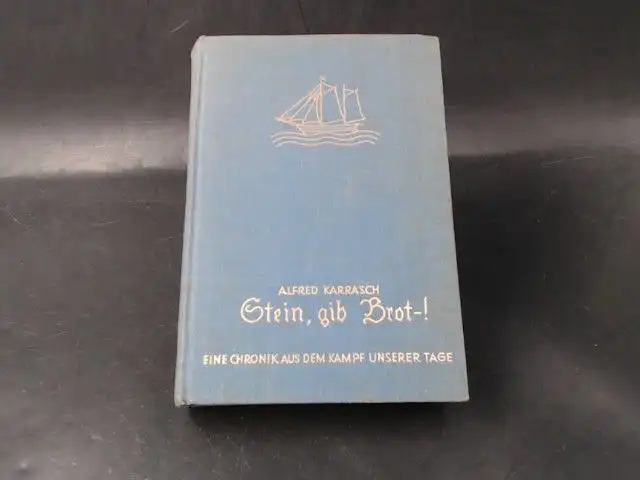 ALFRED KARRASCH
Stein, gib Brot-!
EINE CHRONIK AUS DEM KAMPF UNSERER TAGE